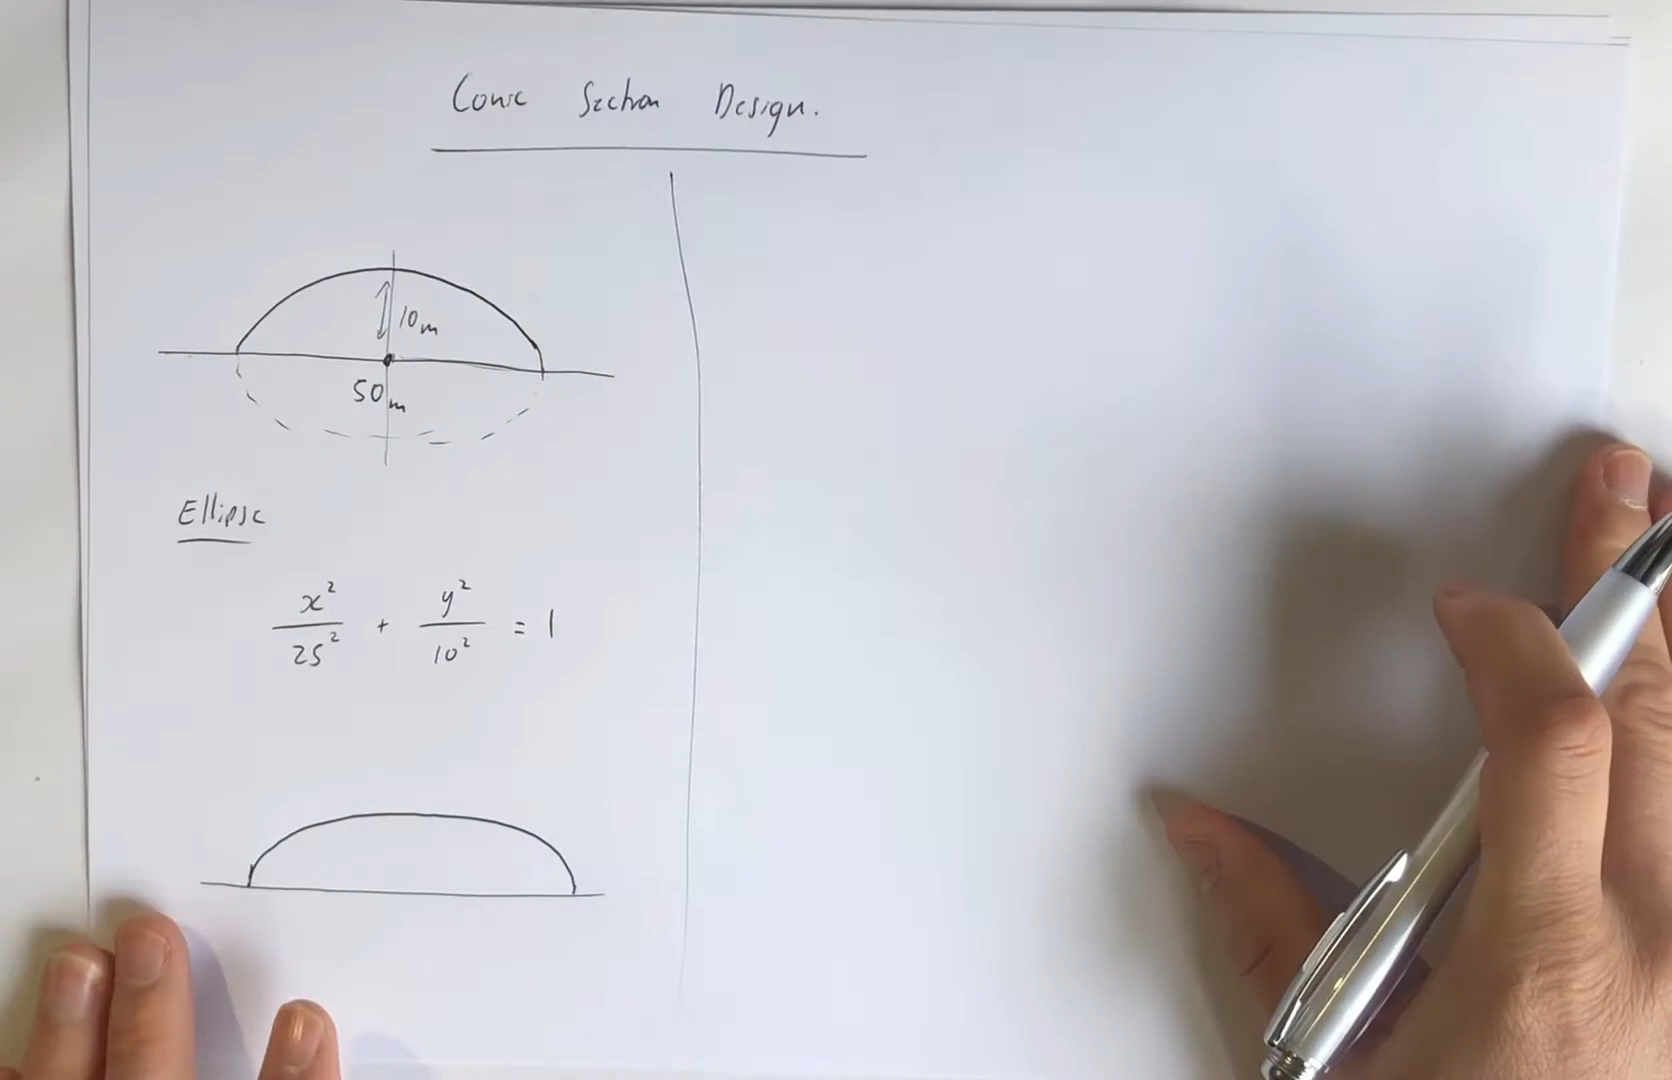 Conic Section Design.
10m
50m
Ellipse
x²/25² + y²/10² = 1